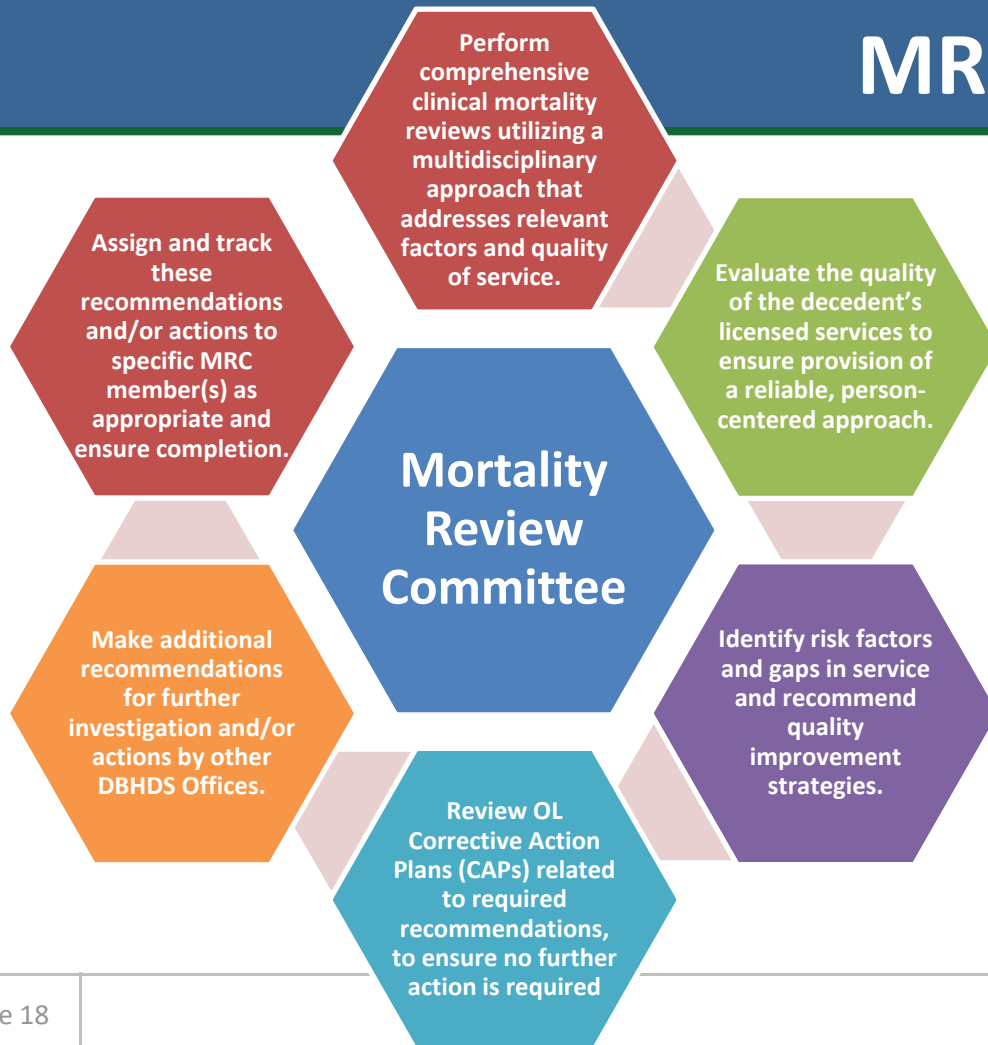 MR
Perform
comprehensive
clinical mortality
reviews utilizing a
multidisciplinary
approach that
addresses relevant
factors and quality
of service.
Evaluate the quality
of the decedent's
licensed services to
ensure provision of
a reliable, person-
centered approach.
Identify risk factors
and gaps in service
and recommend
quality
improvement
strategies.
Review OL
Corrective Action
Plans (CAPs) related
to required
recommendations,
to ensure no further
action is required
Make additional
recommendations
for further
investigation and/or
actions by other
DBHDS Offices.
Assign and track
these
recommendations
and/or actions to
specific MRC
member(s) as
appropriate and
ensure completion.
Mortality
Review
Committee
e 18